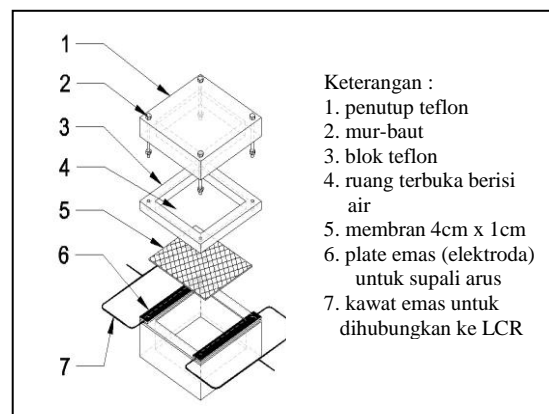 1
2
3
4
5
6
7
Keterangan :
1. penutup teflon
2. mur-baut
3. blok teflon
4. ruang terbuka berisi
air
5. membran 4cm x 1cm
6. plate emas (elektroda)
untuk supali arus
7. kawat emas untuk
dihubungkan ke LCR